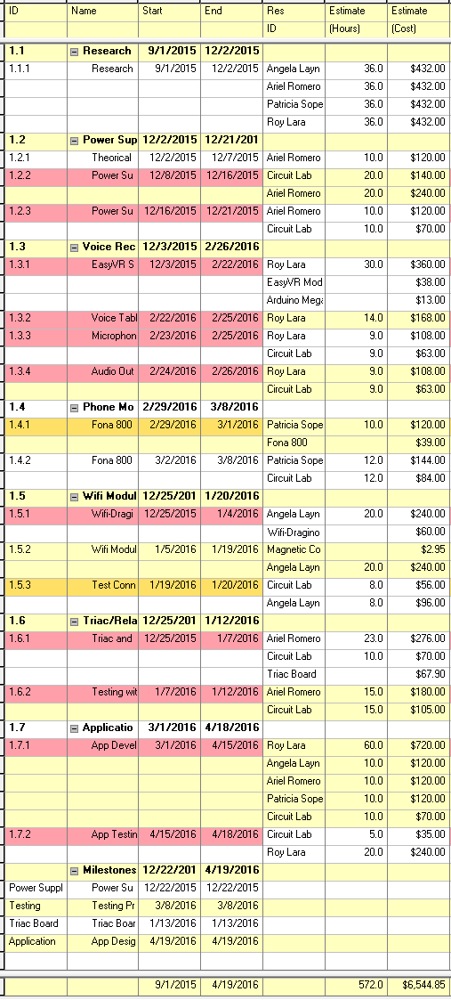 ID Name Start End Res Estimate Estimate
ID (Hours) (Cost)
1.1 Research 9/1/2015 12/2/2015
1.1.1 Research 9/1/2015 12/2/2015 Angela Layn 36.0 $432.00
Ariel Romero 36.0 $432.00
Patricia Sope 36.0 $432.00
Roy Lara 36.0 $432.00
1.2 Power Sup 12/2/2015 12/21/201
1.2.1 Theorical 12/2/2015 12/7/2015 Ariel Romero 10.0 $120.00
1.2.2 Power Su 12/8/2015 12/16/2015 Circuit Lab 20.0 $140.00
Ariel Romero 20.0 $240.00
1.2.3 Power Su 12/16/2015 12/21/2015 Ariel Romero 10.0 $120.00
Circuit Lab 10.0 $70.00
1.3 Voice Rec 12/3/2015 2/26/2016
1.3.1 EasyVR S 12/3/2015 2/22/2016 Roy Lara 30.0 $360.00
EasyVR Mod $38.00
Arduino Mega $13.00
1.3.2 Voice Tabl 2/22/2016 2/25/2016 Roy Lara 14.0 $168.00
1.3.3 Microphon 2/23/2016 2/25/2016 Roy Lara 9.0 $108.00
Circuit Lab 9.0 $63.00
1.3.4 Audio Out 2/24/2016 2/26/2016 Roy Lara 9.0 $108.00
Circuit Lab 9.0 $63.00
1.4 Phone Mo 2/29/2016 3/8/2016
1.4.1 Fona 800 2/29/2016 3/1/2016 Patricia Sope 10.0 $120.00
Fona 800 $39.00
1.4.2 Fona 800 3/2/2016 3/8/2016 Patricia Sope 12.0 $144.00
Circuit Lab 12.0 $84.00
1.5 Wifi Modul 12/25/201 1/20/2016
1.5.1 Wifi-Dragi 12/25/2015 1/4/2016 Angela Layn 20.0 $240.00
Wifi-Dragino $60.00
1.5.2 Wifi Modul 1/5/2016 1/19/2016 Magnetic Co $2.95
Angela Layn 20.0 $240.00
1.5.3 Test Conn 1/19/2016 1/20/2016 Circuit Lab 8.0 $56.00
Angela Layn 8.0 $96.00
1.6 Triac/Rela 12/25/201 1/12/2016
1.6.1 Triac and 12/25/2015 1/7/2016 Ariel Romero 23.0 $276.00
Circuit Lab 10.0 $70.00
Triac Board $67.90
1.6.2 Testing wit 1/7/2016 1/12/2016 Ariel Romero 15.0 $180.00
Circuit Lab 15.0 $105.00
1.7 Applicatio 3/1/2016 4/18/2016
1.7.1 App Devel 3/1/2016 4/15/2016 Roy Lara 60.0 $720.00
Angela Layn 10.0 $120.00
Ariel Romero 10.0 $120.00
Patricia Sope 10.0 $120.00
Circuit Lab 10.0 $70.00
1.7.2 App Testin 4/15/2016 4/18/2016 Circuit Lab 5.0 $35.00
Roy Lara 20.0 $240.00
Milestones 12/22/201 4/19/2016
Power Suppl Power Su 12/22/2015 12/22/2015
Testing Testing Pr 3/8/2016 3/8/2016
Triac Board Triac Boar 1/13/2016 1/13/2016
Application App Desig 4/19/2016 4/19/2016
9/1/2015 4/19/2016 572.0 $6,544.85